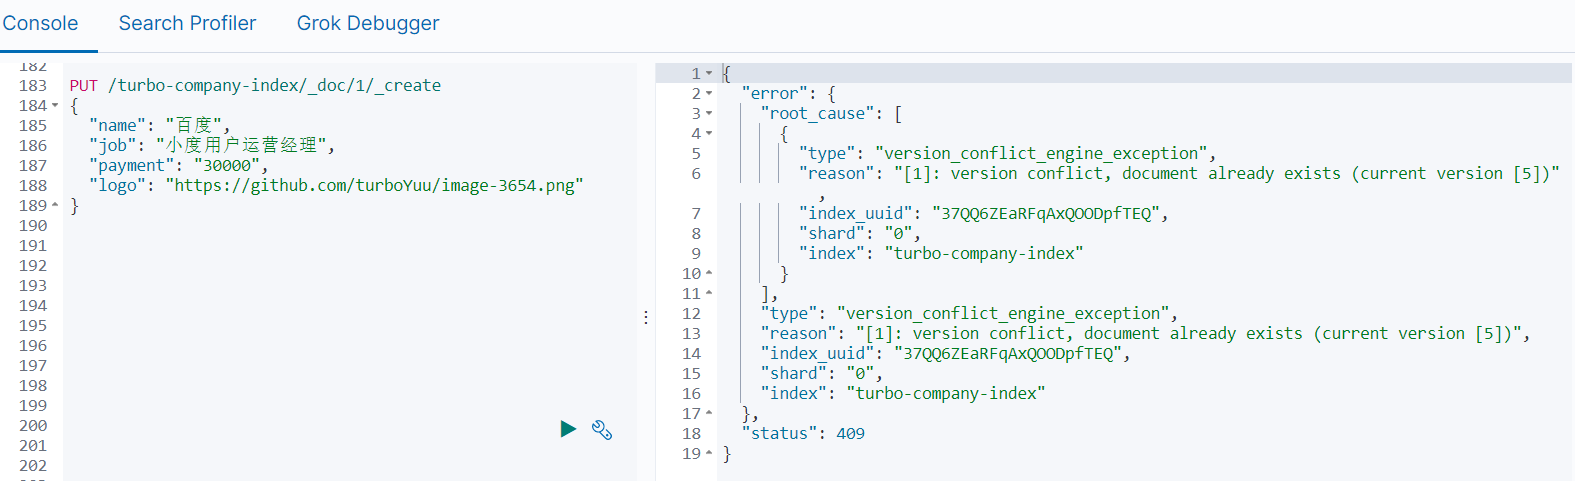 Console Search Profiler Grok Debugger
182
183 PUT /turbo-company-index/_doc/1/_create
184 {
185 "name": "百度",
186 "job": "小度用户运营经理",
187 "payment": "30000",
188 "logo": "https://github.com/turboYuu/image-3654.png"
189 }
190
191
192
193
194
195
196
197
198
199
200
201
202
1 {
2 "error": {
3 "root_cause": [
4 {
5 "type": "version_conflict_engine_exception",
6 "reason": "[1]: version conflict, document already exists (current version [5])"
,
7 "index_uuid": "37QQ6ZEaRFqAxQOODpfTEQ",
8 "shard": "0",
9 "index": "turbo-company-index"
10 }
11 ],
12 "type": "version_conflict_engine_exception",
13 "reason": "[1]: version conflict, document already exists (current version [5])",
14 "index_uuid": "37QQ6ZEaRFqAxQOODpfTEQ",
15 "shard": "0",
16 "index": "turbo-company-index"
17 },
18 "status": 409
19 }